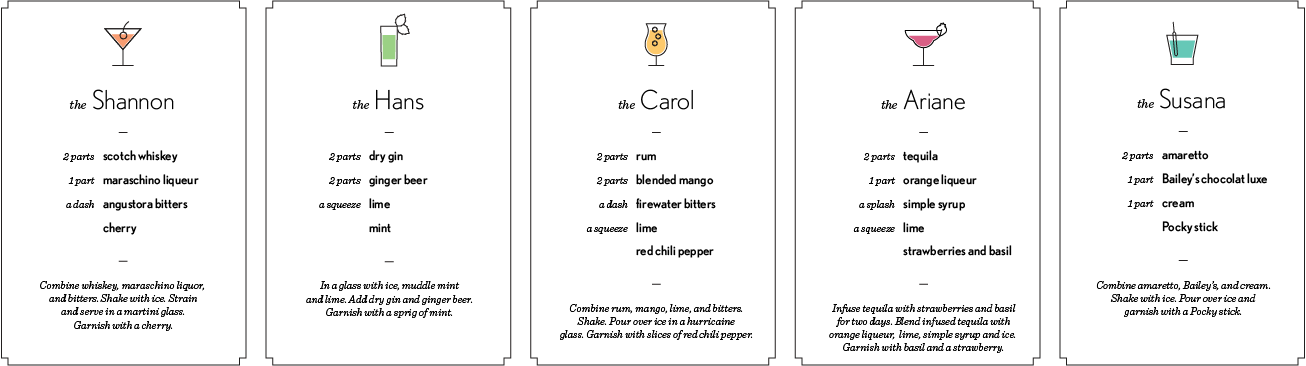 the Shannon
—
2 parts scotch whiskey
1 part maraschino liqueur
a dash angustora bitters
cherry
—
Combine whiskey, maraschino liquor,
and bitters. Shake with ice. Strain
and serve in a martini glass.
Garnish with a cherry.
the Hans
—
2 parts dry gin
2 parts ginger beer
a squeeze lime
mint
—
In a glass with ice, muddle mint
and lime. Add dry gin and ginger beer.
Garnish with a sprig of mint.
the Carol
—
2 parts rum
2 parts blended mango
a dash firewater bitters
a squeeze lime
red chili pepper
—
Combine rum, mango, lime, and bitters.
Shake. Pour over ice in a hurricane
glass. Garnish with slices of red chili pepper.
the Ariane
—
2 parts tequila
1 part orange liqueur
a splash simple syrup
a squeeze lime
strawberries and basil
—
Infuse tequila with strawberries and basil
for two days. Blend infused tequila with
orange liqueur, lime, simple syrup and ice.
Garnish with basil and a strawberry.
the Susana
—
2 parts amaretto
1 part Bailey's chocolat luxe
1 part cream
Pocky stick
—
Combine amaretto, Bailey's, and cream.
Shake with ice. Pour over ice and
garnish with a Pocky stick.